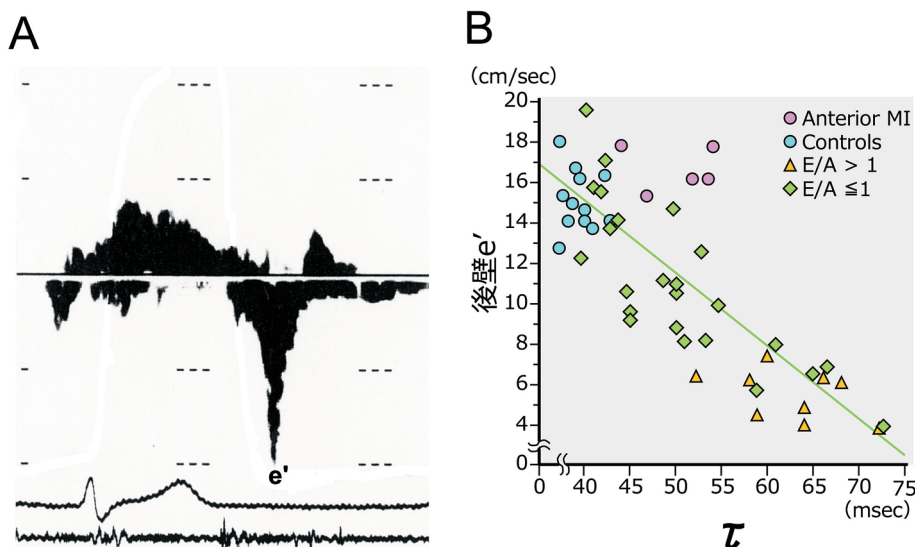 A
e'
B
(cm/sec)
20
18
16
14
12
10
8
6
4
0
後壁e'
Anterior MI
Controls
E/A > 1
E/A ≦1
0 40 45 50 55 60 65 70 75
(msec)
τ